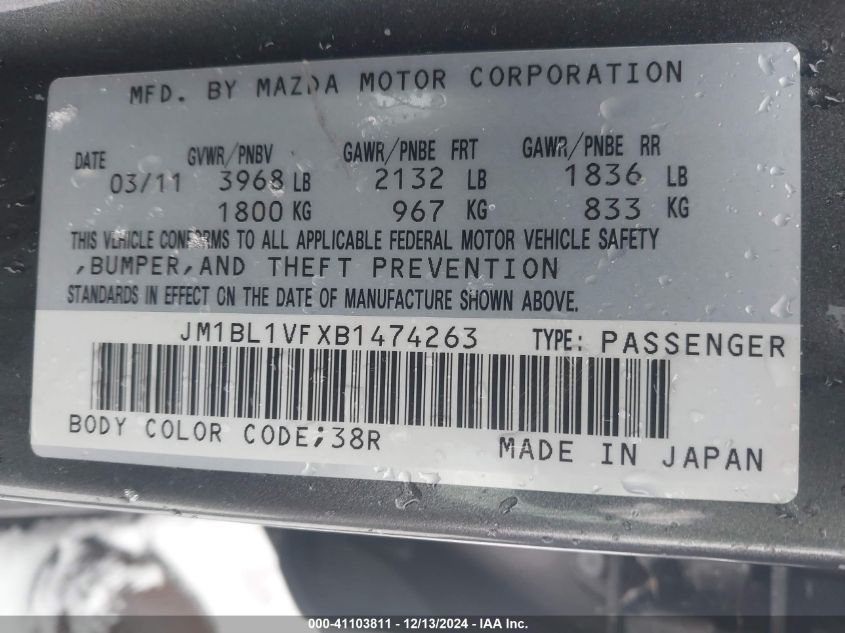 MFD. BY MAZDA MOTOR CORPORATION
DATE GVWR/PNBV GAWR/PNBE FRT GAWR/PNBE RR
03/11 3968 LB 2132 LB 1836 LB
1800 KG 967 KG 833 KG
THIS VEHICLE CONFORMS TO ALL APPLICABLE FEDERAL MOTOR VEHICLE SAFETY
,BUMPER,AND THEFT PREVENTION
STANDARDS IN EFFECT ON THE DATE OF MANUFACTURE SHOWN ABOVE.
JM1BL1VFXB1474263 TYPE: PASSENGER
BODY COLOR CODE;38R MADE IN JAPAN
000-41103811 - 12/13/2024 - IAA Inc.